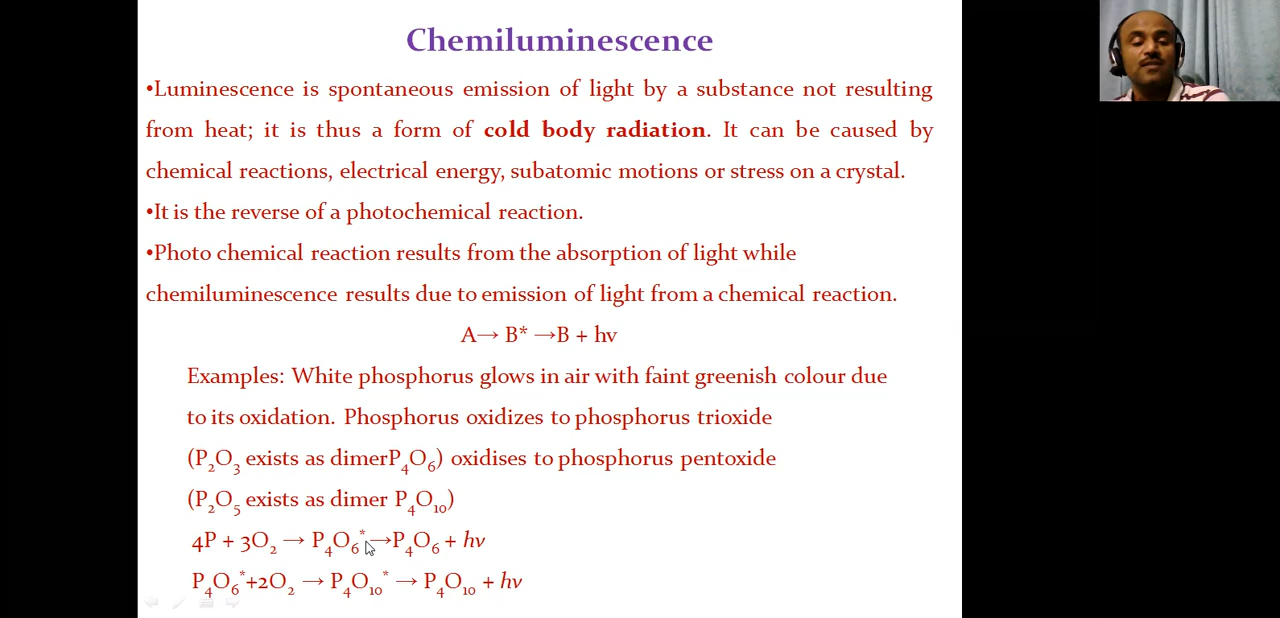 Chemiluminescence
•Luminescence is spontaneous emission of light by a substance not resulting
from heat; it is thus a form of cold body radiation. It can be caused by
chemical reactions, electrical energy, subatomic motions or stress on a crystal.
•It is the reverse of a photochemical reaction.
•Photo chemical reaction results from the absorption of light while
chemiluminescence results due to emission of light from a chemical reaction.
A→ B* →B + hν
Examples: White phosphorus glows in air with faint greenish colour due
to its oxidation. Phosphorus oxidizes to phosphorus trioxide
(P₂O₃ exists as dimerP₄O₆) oxidises to phosphorus pentoxide
(P₂O₅ exists as dimer P₄O₁₀)
4P + 3O₂ → P₄O₆* →P₄O₆ + hν
P₄O₆*+2O₂ → P₄O₁₀* → P₄O₁₀ + hν